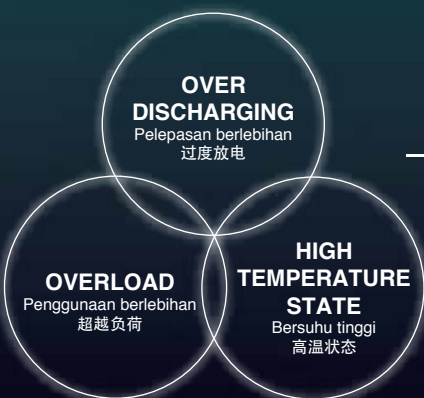 OVER
DISCHARGING
Pelepasan berlebihan
过度放电
OVERLOAD
Penggunaan berlebihan
超越负荷
HIGH
TEMPERATURE
STATE
Bersuhu tinggi
高温状态